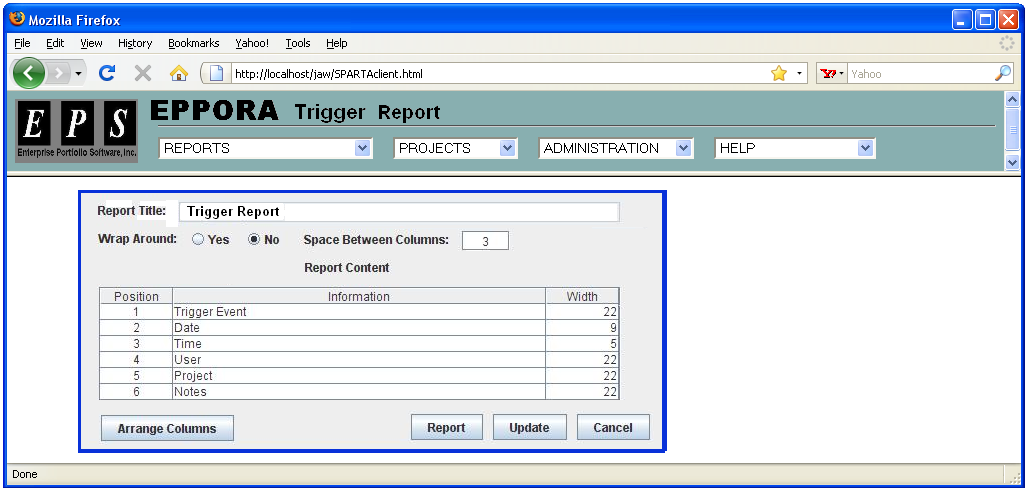 Mozilla Firefox
File Edit View History Bookmarks Yahoo! Tools Help
http://localhost/jaw/SPARTAclient.html Y! Yahoo
EPS EPPORA Trigger Report
Enterprise Portfolio Software, Inc. REPORTS PROJECTS ADMINISTRATION HELP
Report Title: Trigger Report
Wrap Around: Yes No Space Between Columns: 3
Report Content
Position Information Width
1 Trigger Event 22
2 Date 9
3 Time 5
4 User 22
5 Project 22
6 Notes 22
Arrange Columns Report Update Cancel
Done